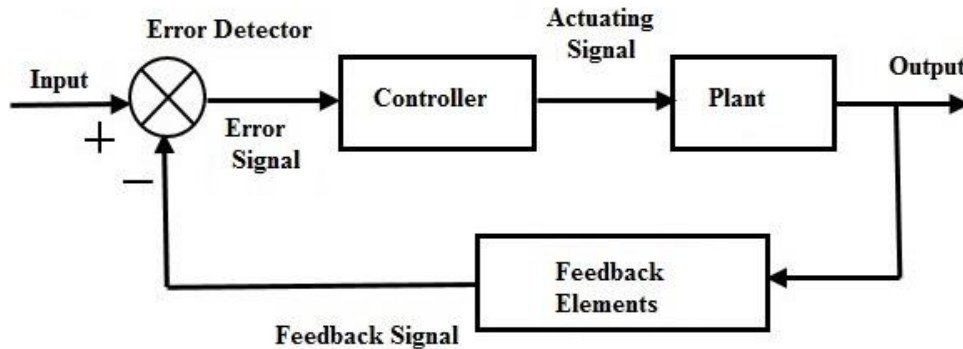 Error Detector
Actuating
Signal
Input
Controller
Plant
Output
+
Error
Signal
−
Feedback
Elements
Feedback Signal